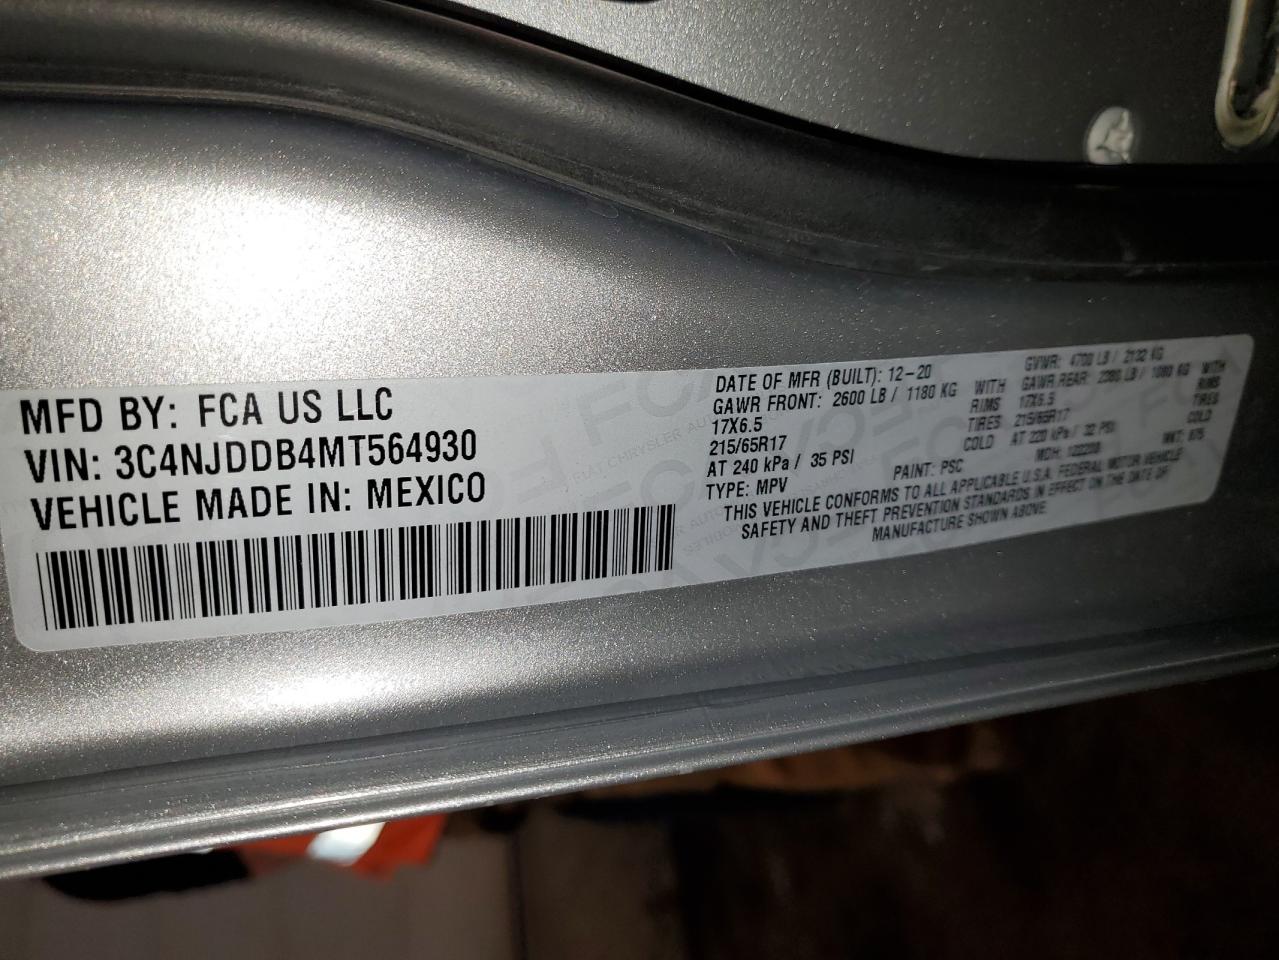 MFD BY: FCA US LLC
VIN: 3C4NJDDB4MT564930
VEHICLE MADE IN: MEXICO
DATE OF MFR (BUILT): 12-20 GVWR: 4700 LB / 2132 KG
GAWR FRONT: 2600 LB / 1180 KG WITH GAWR REAR: 2380 LB / 1080 KG WITH
17X6.5 RIMS 17X6.5 RIMS
215/65R17 TIRES 215/65R17 TIRES
AT 240 kPa / 35 PSI COLD AT 220 kPa / 32 PSI COLD
TYPE: MPV PAINT: PSC MDH: MKT:
THIS VEHICLE CONFORMS TO ALL APPLICABLE U.S.A. FEDERAL MOTOR VEHICLE
SAFETY AND THEFT PREVENTION STANDARDS IN EFFECT ON THE DATE OF
MANUFACTURE SHOWN ABOVE.